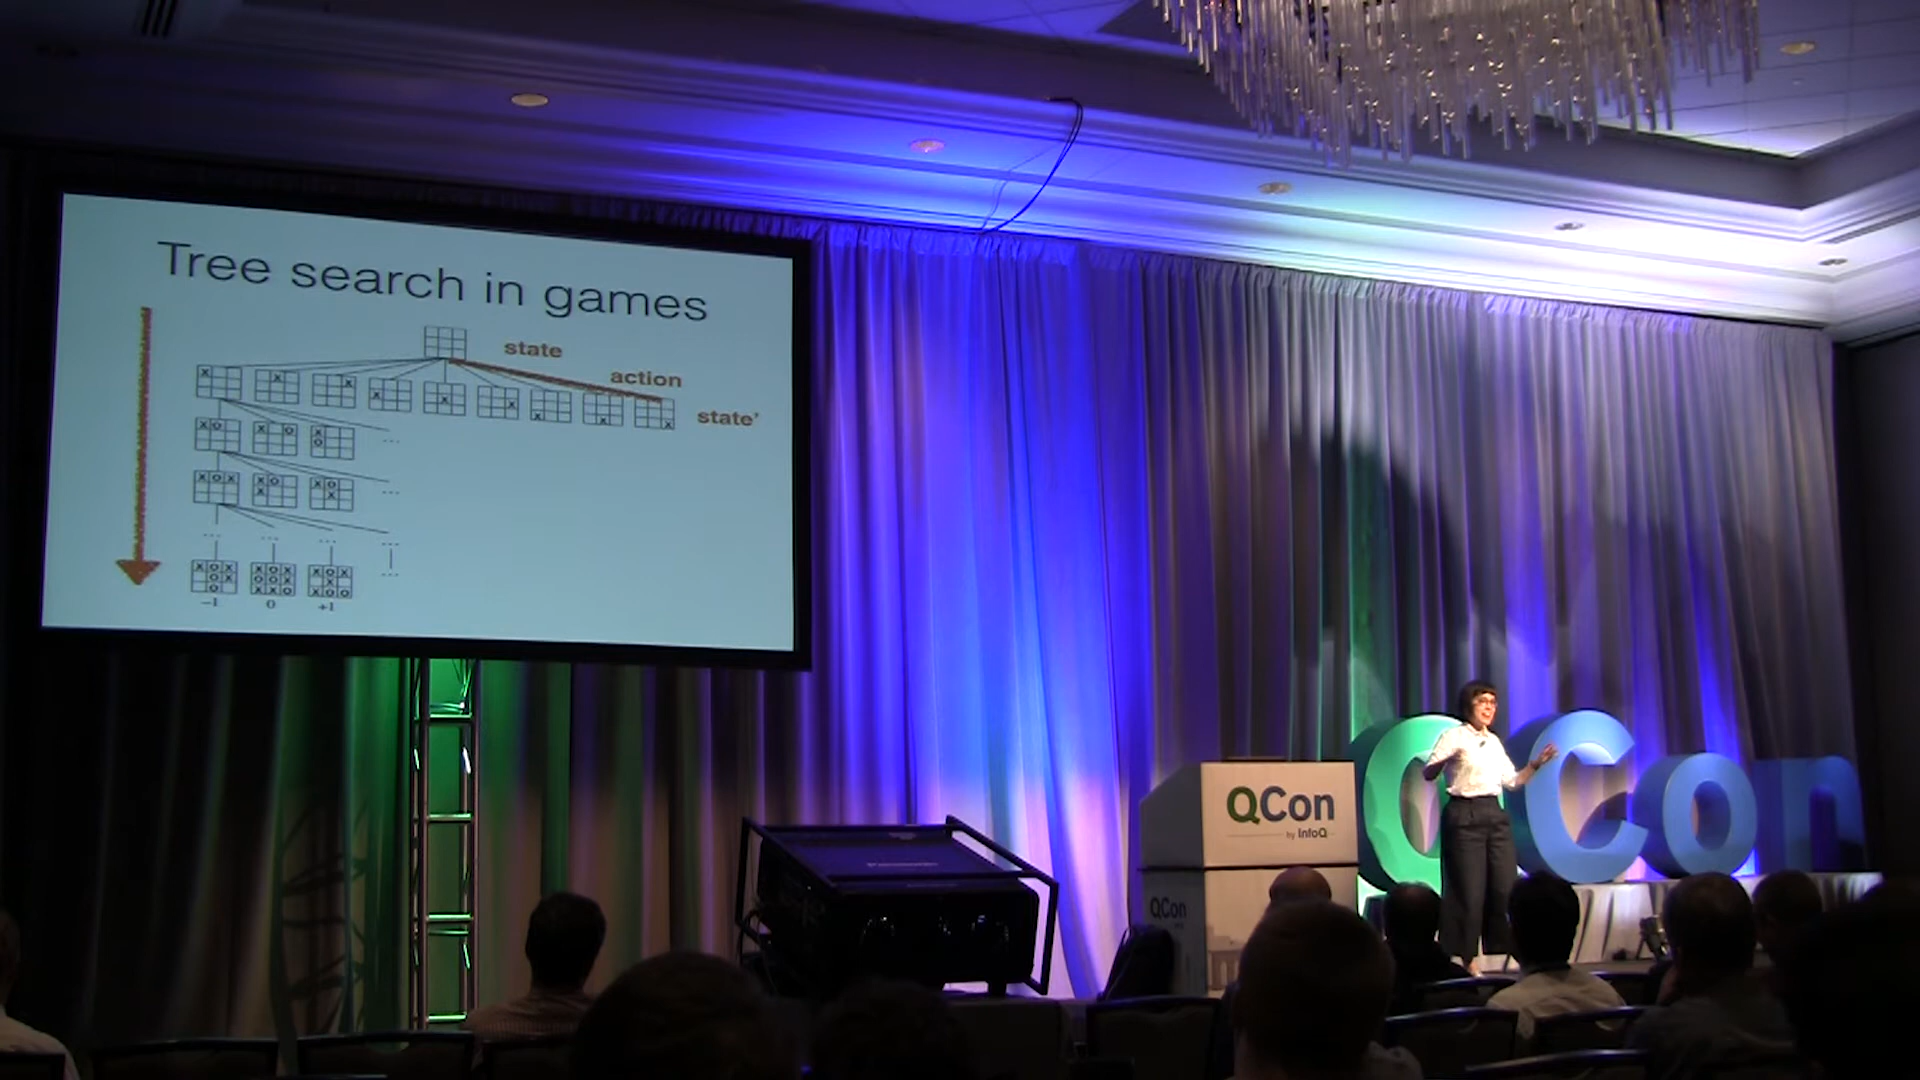 Tree search in games
state
action
state'
...
...
... ... ... ...
...
-1 0 +1
QCon
by InfoQ
QCon
QCon